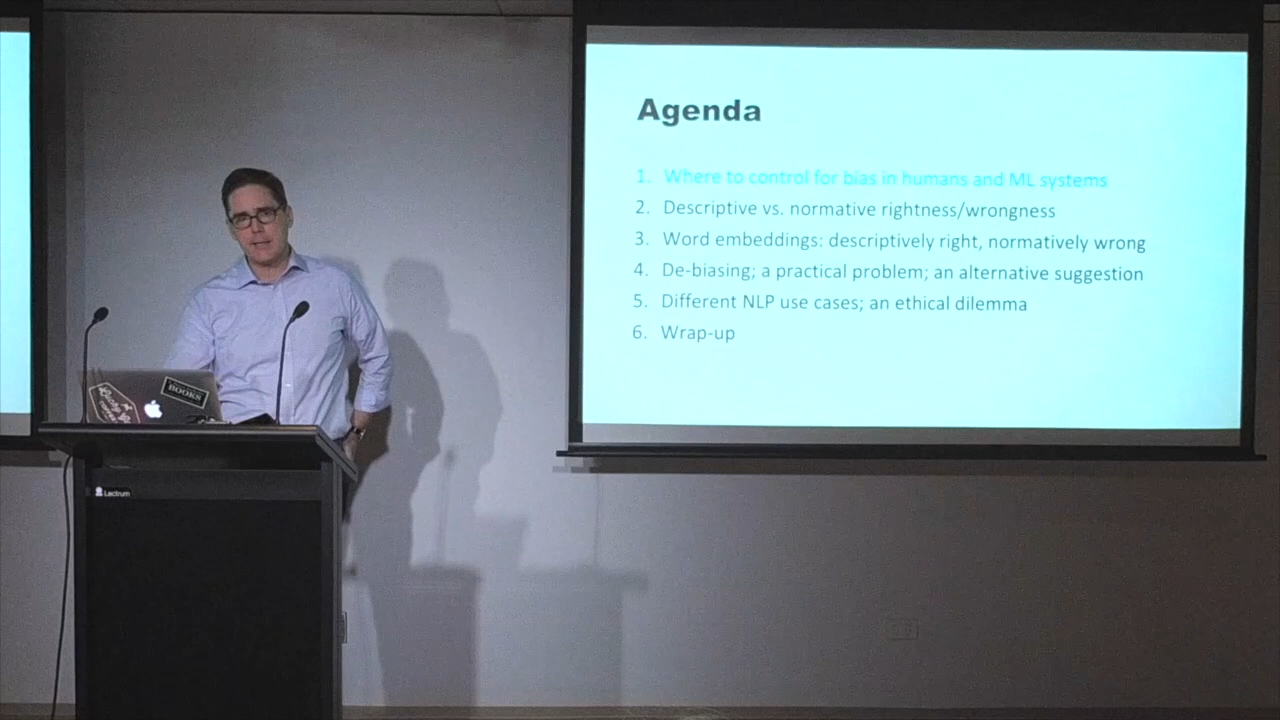 Agenda
1. Where to control for bias in humans and ML systems
2. Descriptive vs. normative rightness/wrongness
3. Word embeddings: descriptively right, normatively wrong
4. De-biasing; a practical problem; an alternative suggestion
5. Different NLP use cases; an ethical dilemma
6. Wrap-up
BOOKS
Lectrum